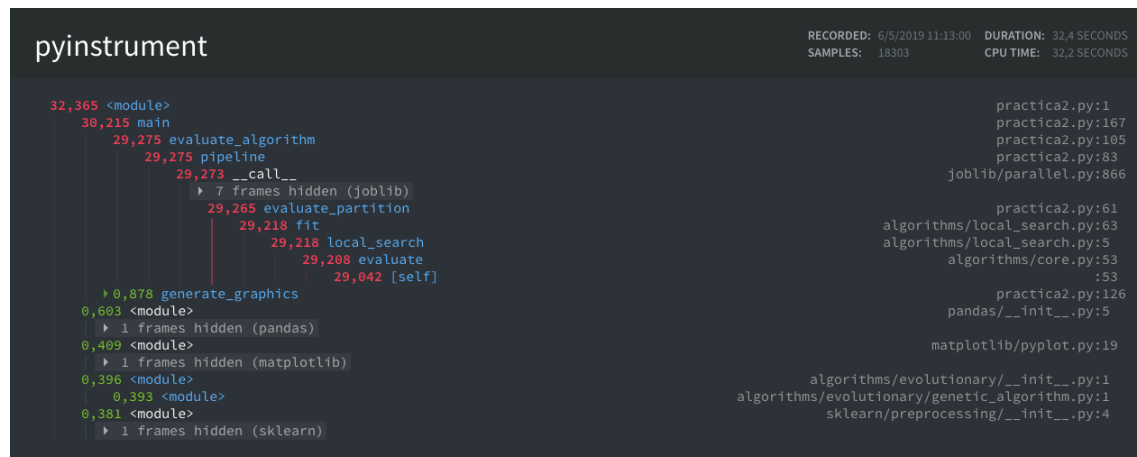 pyinstrument
RECORDED: 6/5/2019 11:13:00 DURATION: 32,4 SECONDS
SAMPLES: 18303 CPU TIME: 32,2 SECONDS
32,365 <module> practica2.py:1
30,215 main practica2.py:167
29,275 evaluate_algorithm practica2.py:105
29,275 pipeline practica2.py:83
29,273 __call__ joblib/parallel.py:866
7 frames hidden (joblib)
29,265 evaluate_partition practica2.py:61
29,218 fit algorithms/local_search.py:63
29,218 local_search algorithms/local_search.py:5
29,208 evaluate algorithms/core.py:53
29,042 [self] :53
0,878 generate_graphics practica2.py:126
0,603 <module> pandas/__init__.py:5
1 frames hidden (pandas)
0,409 <module> matplotlib/pyplot.py:19
1 frames hidden (matplotlib)
0,396 <module> algorithms/evolutionary/__init__.py:1
0,393 <module> algorithms/evolutionary/genetic_algorithm.py:1
0,381 <module> sklearn/preprocessing/__init__.py:4
1 frames hidden (sklearn)